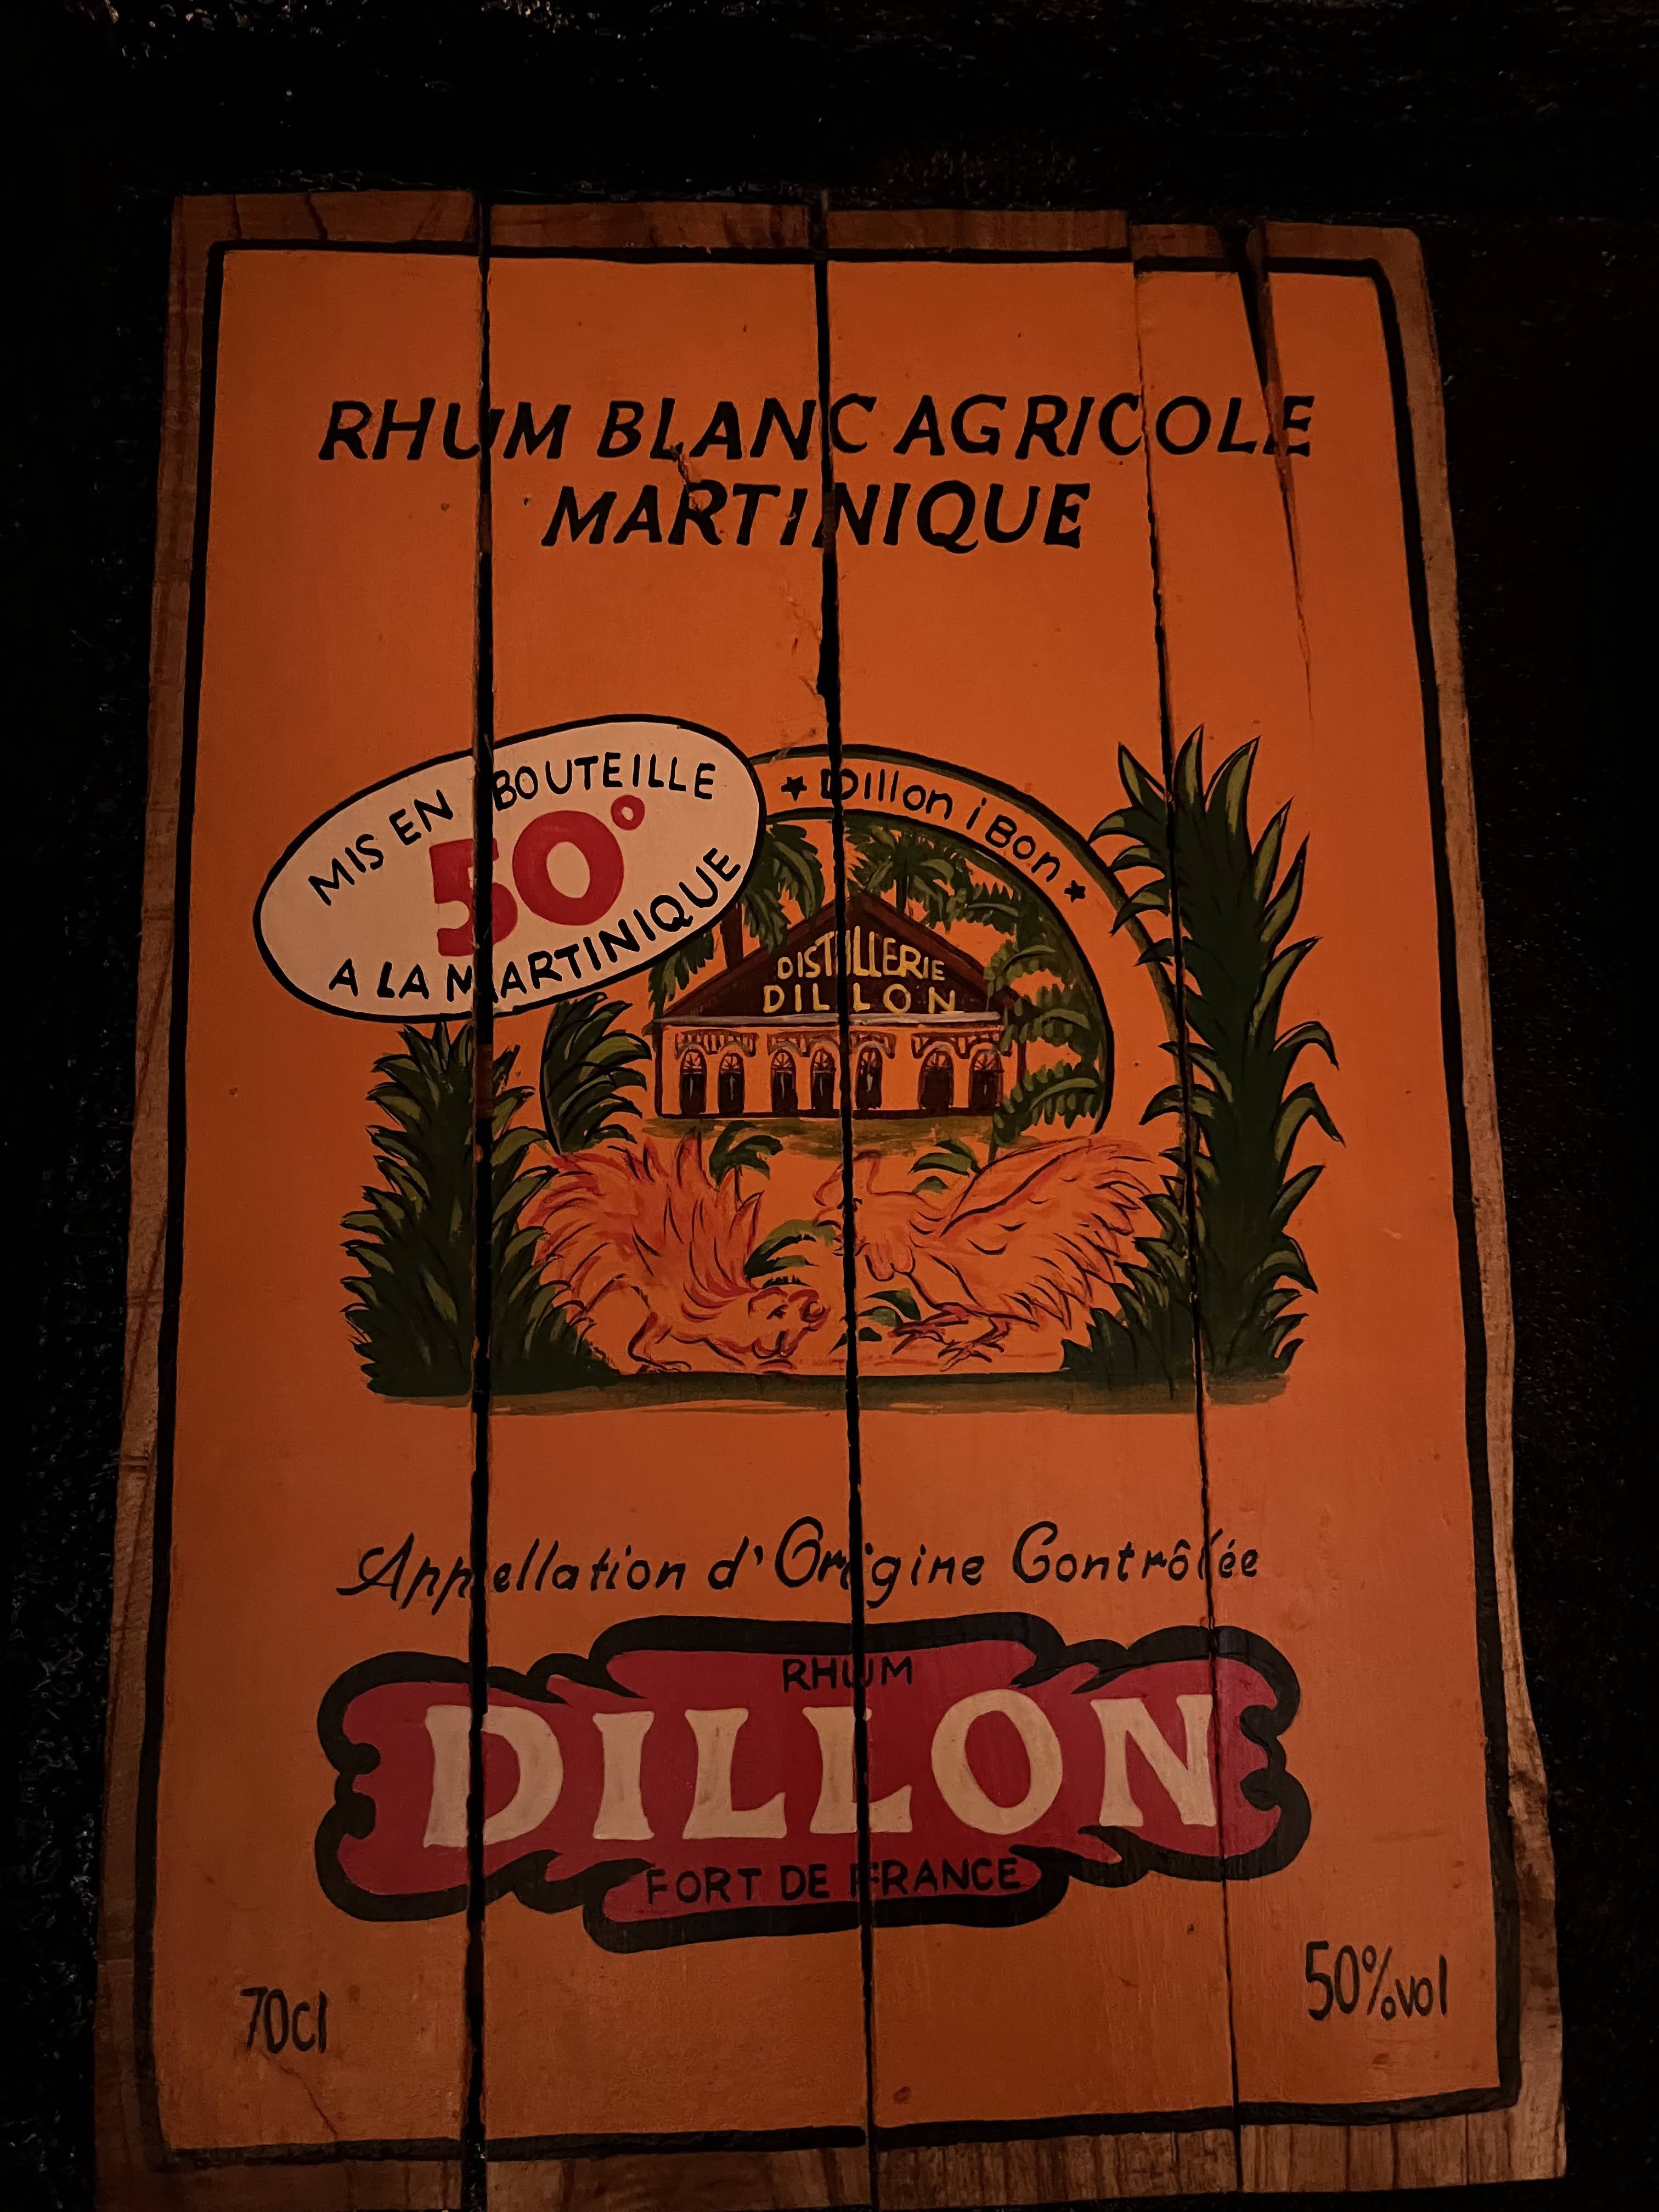 RHUM BLANC AGRICOLE
MARTINIQUE
MIS EN BOUTEILLE
50°
A LA MARTINIQUE
★ Dillon i Bon ★
DISTILLERIE
DILLON
Appellation d'Origine Contrôlée
RHUM
DILLON
FORT DE FRANCE
70cl
50%vol